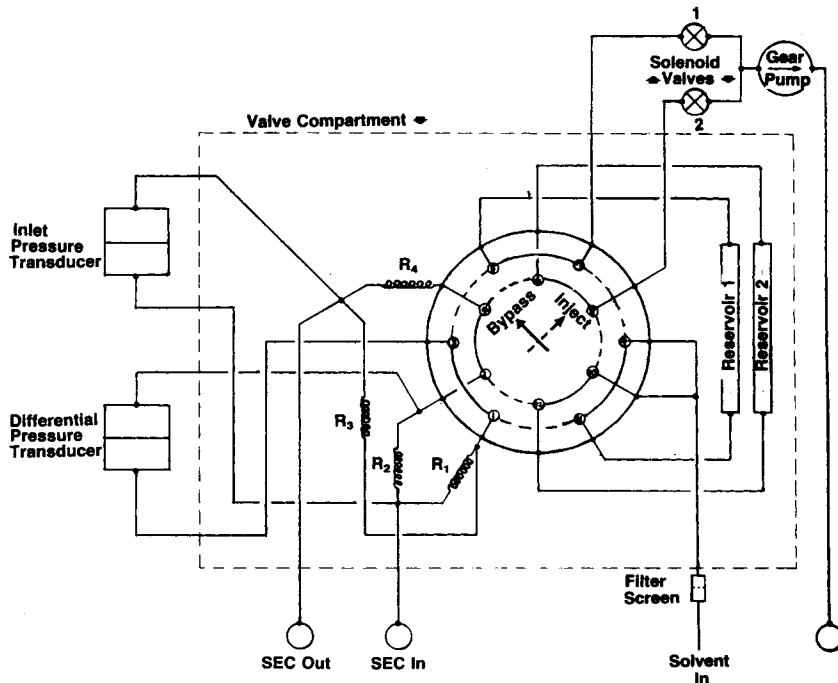 1
Solenoid
Valves
2
Gear
Pump
Valve Compartment
Inlet
Pressure
Transducer
R4
Bypass
Inject
Reservoir 1
Reservoir 2
Differential
Pressure
Transducer
R3
R2
R1
Filter
Screen
SEC Out
SEC In
Solvent
In